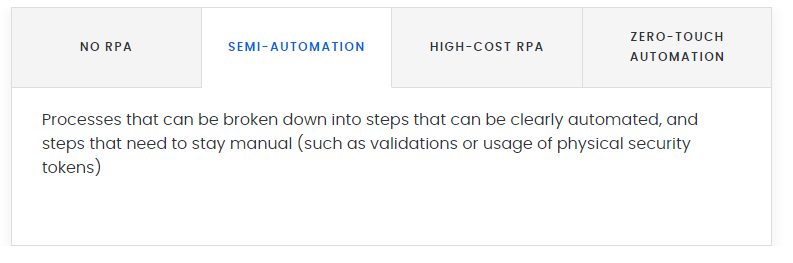 NO RPA
SEMI-AUTOMATION
HIGH-COST RPA
ZERO-TOUCH
AUTOMATION
Processes that can be broken down into steps that can be clearly automated, and
steps that need to stay manual (such as validations or usage of physical security
tokens)